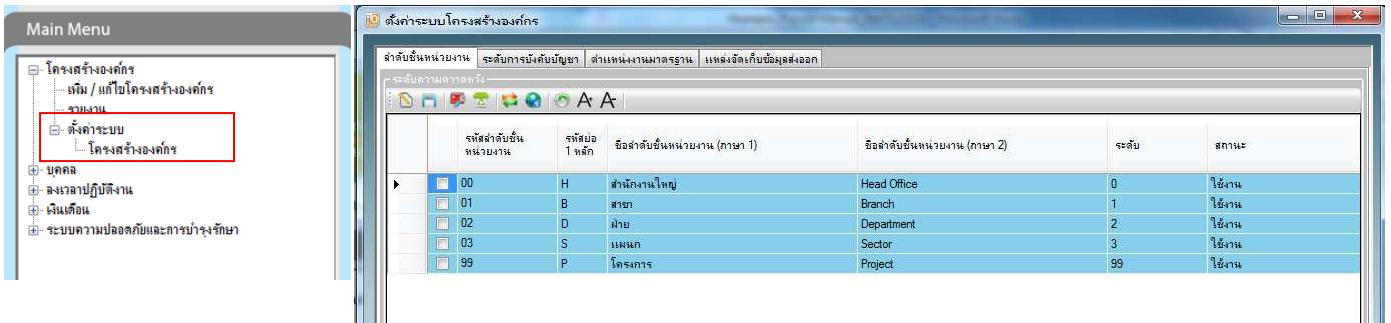 Main Menu
โครงสร้างองค์กร
เพิ่ม / แก้ไขโครงสร้างองค์กร
รายงาน
ตั้งค่าระบบ
โครงสร้างองค์กร
บุคคล
ลงเวลาปฏิบัติงาน
เงินเดือน
ระบบความปลอดภัยและการบำรุงรักษา
ตั้งค่าระบบโครงสร้างองค์กร
ลำดับชั้นหน่วยงาน ระดับการบังคับบัญชา ตำแหน่งงานมาตรฐาน แหล่งจัดเก็บข้อมูลส่งออก
ระดับความคาดหวัง
รหัสลำดับชั้นหน่วยงาน รหัสย่อ 1 หลัก ชื่อลำดับชั้นหน่วยงาน (ภาษา 1) ชื่อลำดับชั้นหน่วยงาน (ภาษา 2) ระดับ สถานะ
00 H สำนักงานใหญ่ Head Office 0 ใช้งาน
01 B สาขา Branch 1 ใช้งาน
02 D ฝ่าย Department 2 ใช้งาน
03 S แผนก Sector 3 ใช้งาน
99 P โครงการ Project 99 ใช้งาน